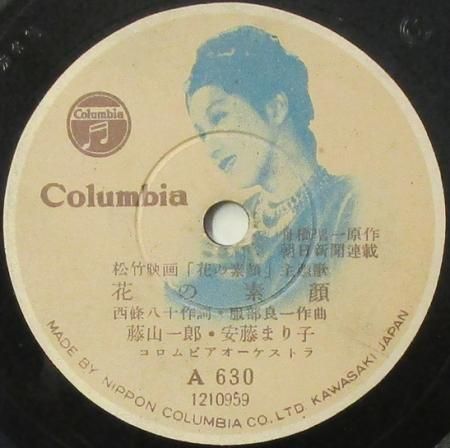 Columbia
Columbia
舟橋聖一原作
朝日新聞連載
松竹映画「花の素顔」主題歌
花の素顔
西條八十作詞・服部良一作曲
藤山一郎・安藤まり子
コロムビアオーケストラ
A 630
1210959
MADE BY NIPPON COLUMBIA CO., LTD. KAWASAKI JAPAN